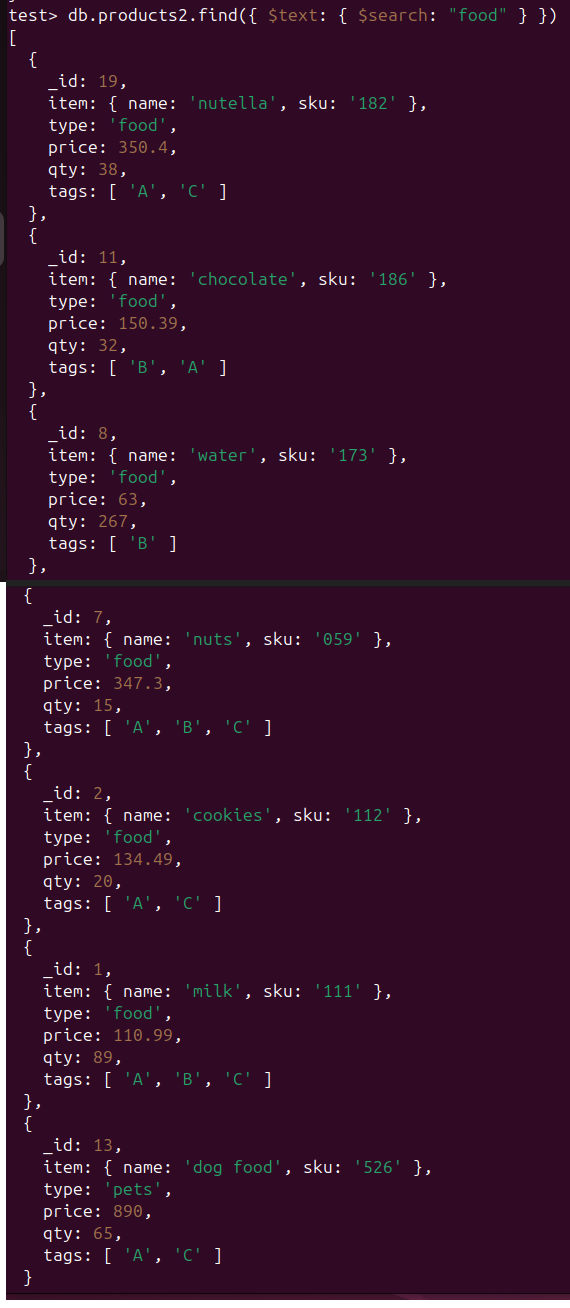 test> db.products2.find({ $text: { $search: "food" } })
[
  {
    _id: 19,
    item: { name: 'nutella', sku: '182' },
    type: 'food',
    price: 350.4,
    qty: 38,
    tags: [ 'A', 'C' ]
  },
  {
    _id: 11,
    item: { name: 'chocolate', sku: '186' },
    type: 'food',
    price: 150.39,
    qty: 32,
    tags: [ 'B', 'A' ]
  },
  {
    _id: 8,
    item: { name: 'water', sku: '173' },
    type: 'food',
    price: 63,
    qty: 267,
    tags: [ 'B' ]
  },
  {
    _id: 7,
    item: { name: 'nuts', sku: '059' },
    type: 'food',
    price: 347.3,
    qty: 15,
    tags: [ 'A', 'B', 'C' ]
  },
  {
    _id: 2,
    item: { name: 'cookies', sku: '112' },
    type: 'food',
    price: 134.49,
    qty: 20,
    tags: [ 'A', 'C' ]
  },
  {
    _id: 1,
    item: { name: 'milk', sku: '111' },
    type: 'food',
    price: 110.99,
    qty: 89,
    tags: [ 'A', 'B', 'C' ]
  },
  {
    _id: 13,
    item: { name: 'dog food', sku: '526' },
    type: 'pets',
    price: 890,
    qty: 65,
    tags: [ 'A', 'C' ]
  }